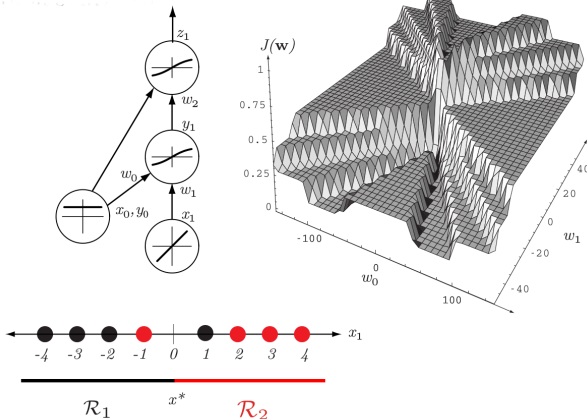 z₁
w₂
y₁
w₀
w₁
x₀, y₀
x₁
J(w)
1
0.75
0.5
0.25
0
-100
0
100
w₀
-40
-20
0
20
40
w₁
-4 -3 -2 -1 0 1 2 3 4 x₁
x*
R₁ R₂